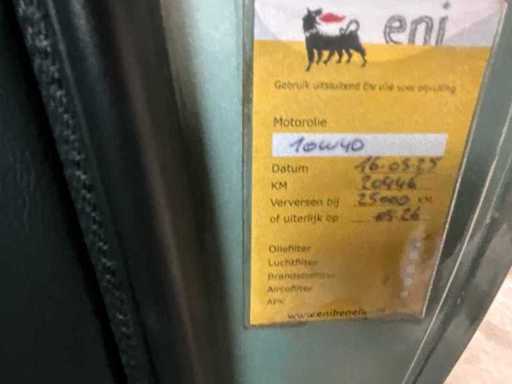 eni
Gebruik uitsluitend Eni olie voor opvulling
Motorolie
10W40
Datum 16-05-25
KM 20446
Verversen bij 25000 KM
of uiterlijk op 05-26
Oliefilter
Luchtfilter
Brandstoffilter
Aircofilter
APK